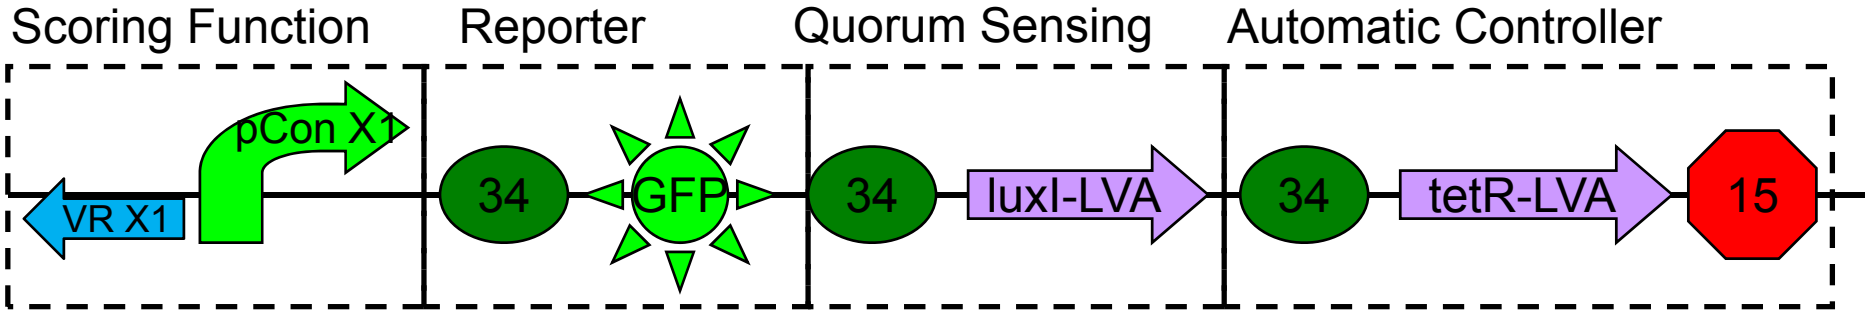 Scoring Function
Reporter
Quorum Sensing
Automatic Controller
pCon X1
VR X1
34
GFP
34
luxI-LVA
34
tetR-LVA
15